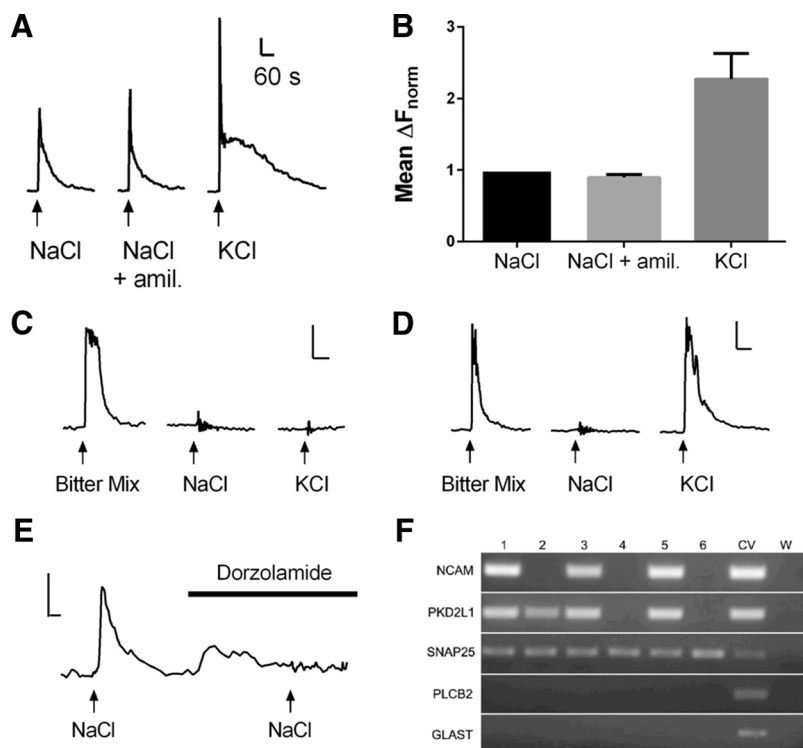 A
60 s
NaCl
NaCl
+ amil.
KCl
B
Mean ΔFnorm
3
2
1
0
NaCl
NaCl + amil.
KCl
C
Bitter Mix
NaCl
KCl
D
Bitter Mix
NaCl
KCl
E
Dorzolamide
NaCl
NaCl
F
1 2 3 4 5 6 CV W
NCAM
PKD2L1
SNAP25
PLCB2
GLAST